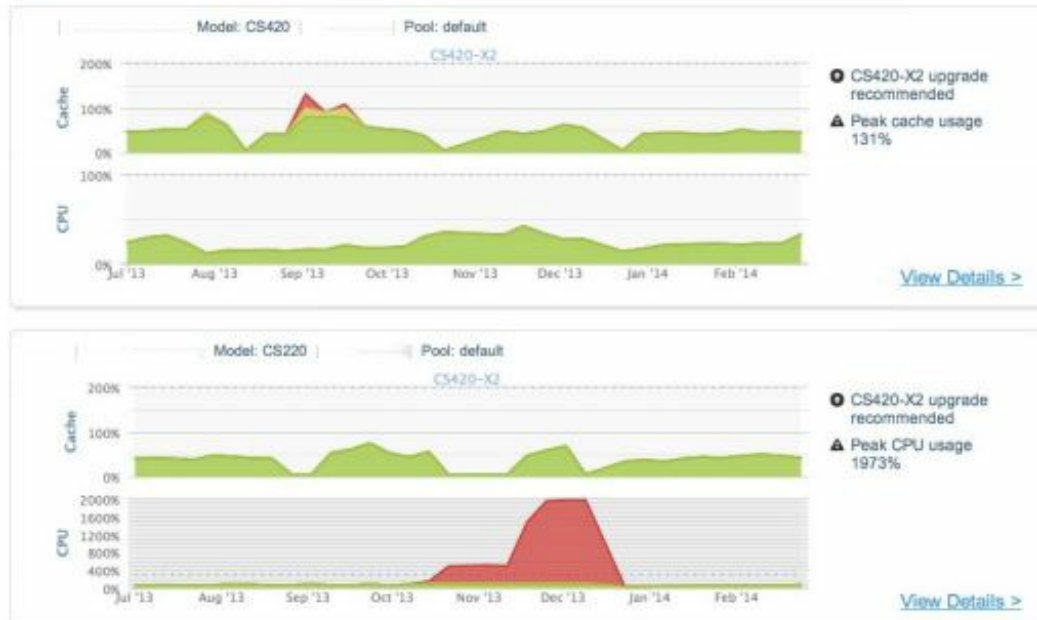 Model: CS420 Pool: default
CS420-X2
200%
100%
0%
Cache
100%
0%
CPU
Jul '13 Aug '13 Sep '13 Oct '13 Nov '13 Dec '13 Jan '14 Feb '14
CS420-X2 upgrade
recommended
Peak cache usage
131%
View Details >
Model: CS220 Pool: default
CS420-X2
200%
100%
0%
Cache
2000%
1600%
1200%
800%
400%
0%
CPU
Jul '13 Aug '13 Sep '13 Oct '13 Nov '13 Dec '13 Jan '14 Feb '14
CS420-X2 upgrade
recommended
Peak CPU usage
1973%
View Details >